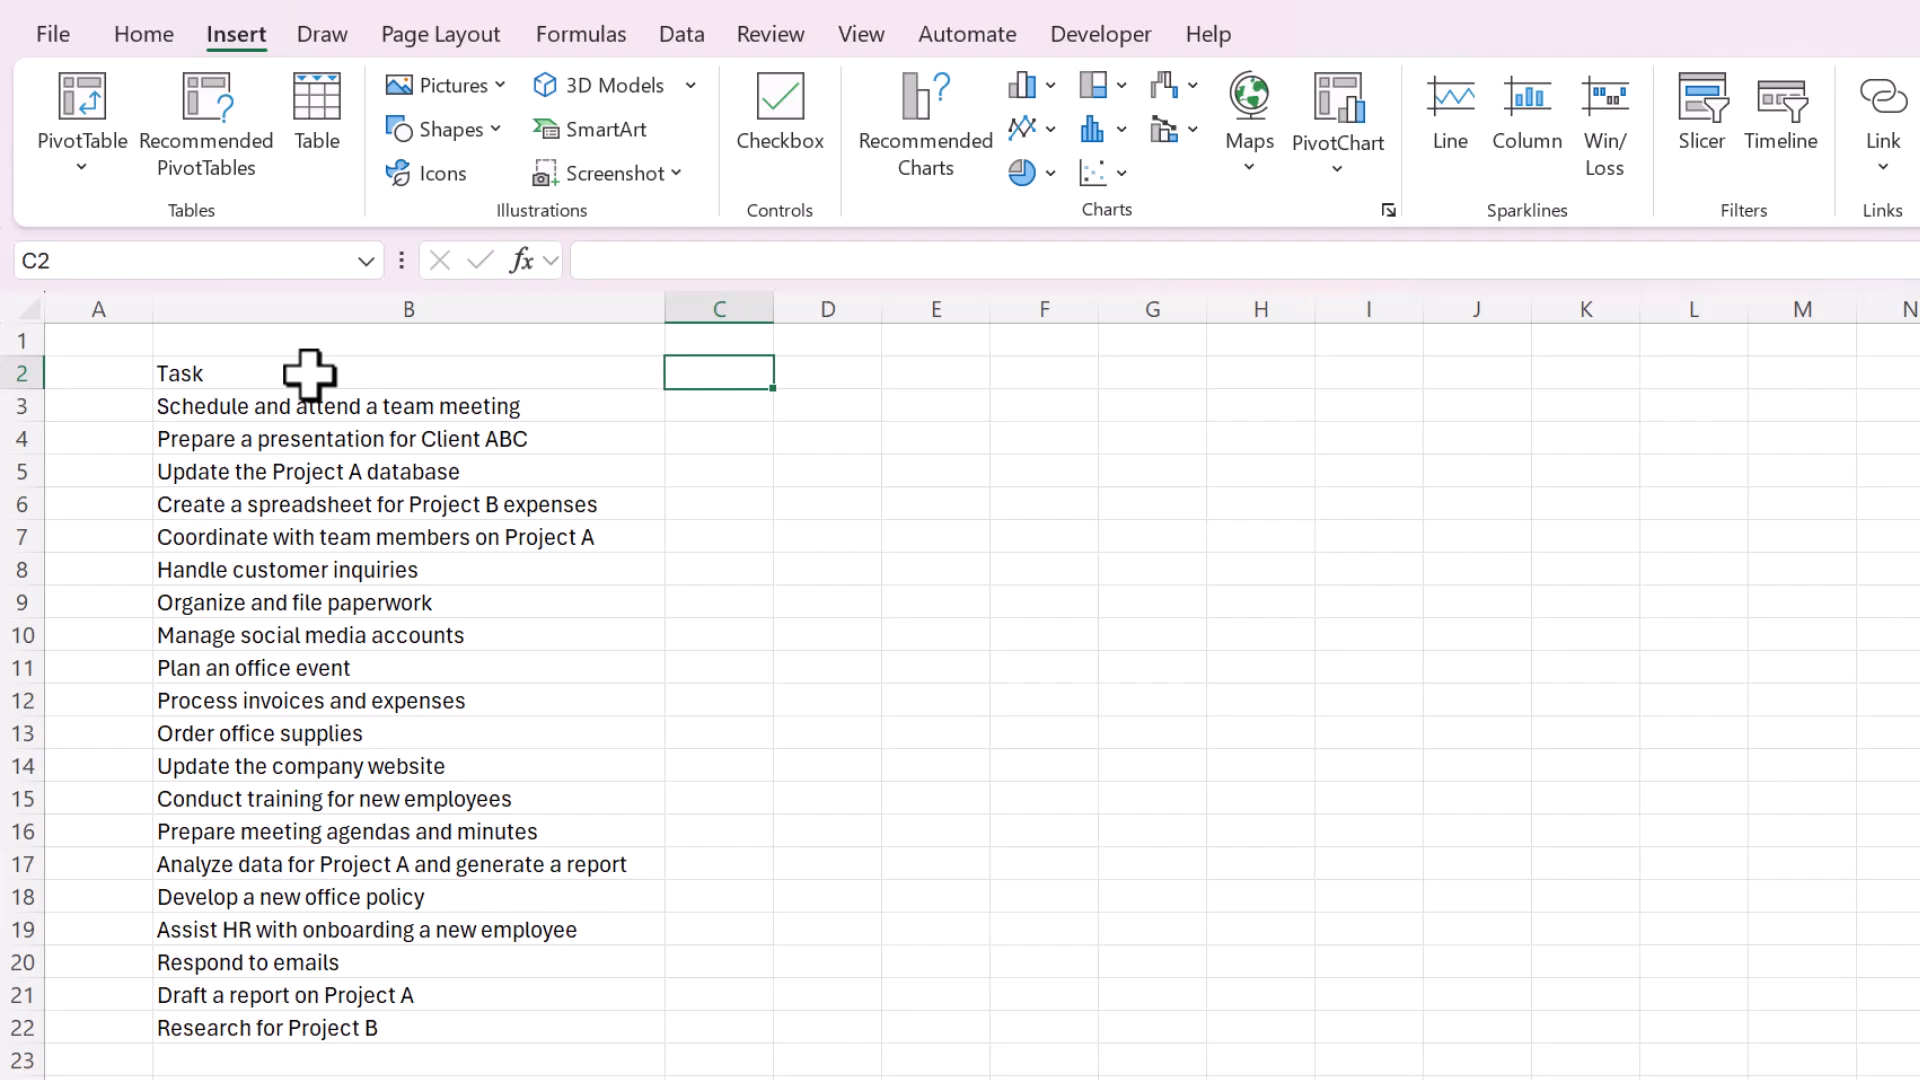 File Home Insert Draw Page Layout Formulas Data Review View Automate Developer Help
PivotTable
Recommended
PivotTables
Table
Tables
Pictures
Shapes
Icons
3D Models
SmartArt
Screenshot
Illustrations
Checkbox
Controls
Recommended
Charts
Maps
PivotChart
Charts
Line
Column
Win/
Loss
Sparklines
Slicer
Timeline
Filters
Link
Links
C2
fx
A B C D E F G H I J K L M N
1
2 Task
3 Schedule and attend a team meeting
4 Prepare a presentation for Client ABC
5 Update the Project A database
6 Create a spreadsheet for Project B expenses
7 Coordinate with team members on Project A
8 Handle customer inquiries
9 Organize and file paperwork
10 Manage social media accounts
11 Plan an office event
12 Process invoices and expenses
13 Order office supplies
14 Update the company website
15 Conduct training for new employees
16 Prepare meeting agendas and minutes
17 Analyze data for Project A and generate a report
18 Develop a new office policy
19 Assist HR with onboarding a new employee
20 Respond to emails
21 Draft a report on Project A
22 Research for Project B
23